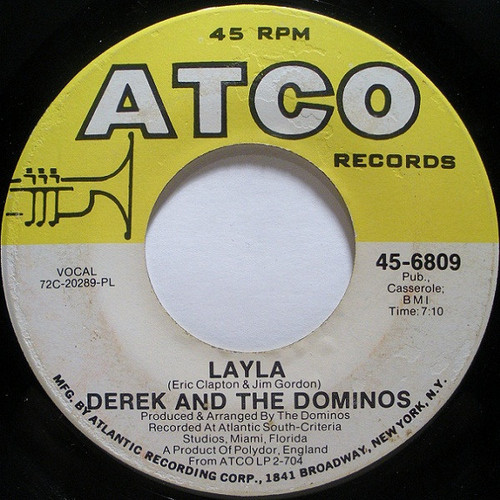 45 RPM
ATCO
RECORDS
VOCAL
72C-20289-PL
45-6809
Pub.,
Casserole;
BMI
Time: 7:10
LAYLA
(Eric Clapton & Jim Gordon)
DEREK AND THE DOMINOS
Produced & Arranged By The Dominos
Recorded At Atlantic South-Criteria
Studios, Miami, Florida
A Product Of Polydor, England
From ATCO LP 2-704
MFG. BY ATLANTIC RECORDING CORP., 1841 BROADWAY, NEW YORK, N.Y.